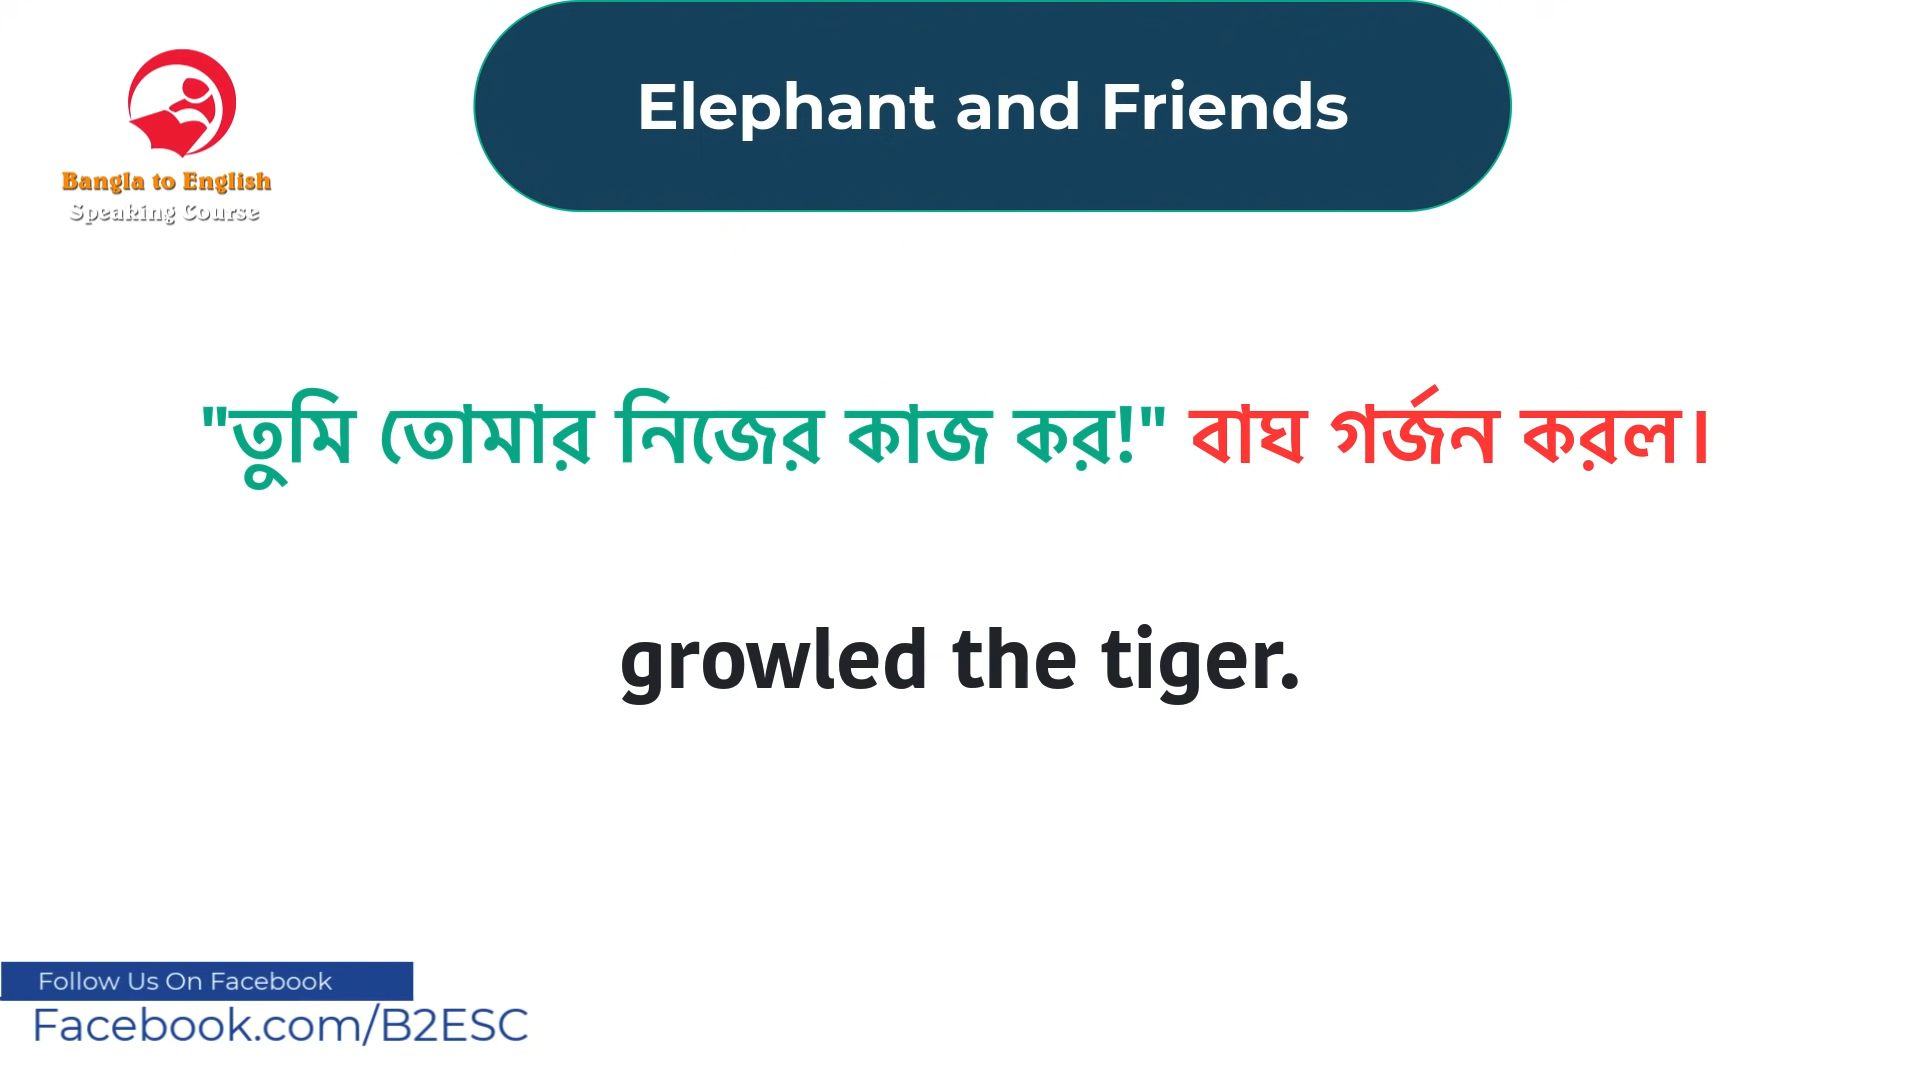 Elephant and Friends
Bangla to English
Speaking Course
"তুমি তোমার নিজের কাজ কর!" বাঘ গর্জন করল।
growled the tiger.
Follow Us On Facebook
Facebook.com/B2ESC